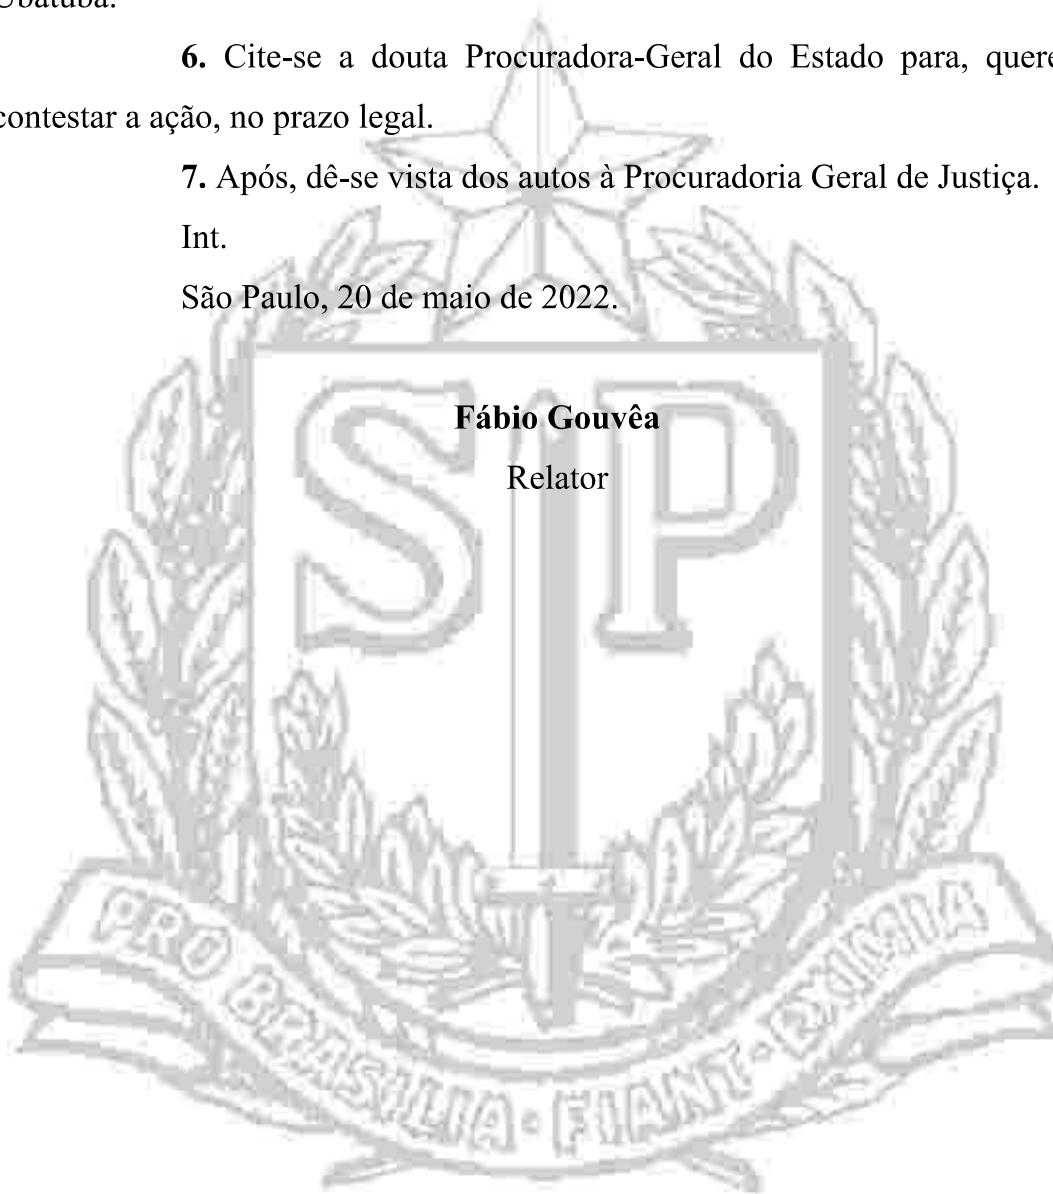 Ubatuba.
6. Cite-se a douta Procuradora-Geral do Estado para,
contestar a ação, no prazo legal.
7. Após, dê-se vista dos autos à Procuradoria Geral de Justiça.
Int.
São Paulo, 20 de maio de 2022.
Fábio Gouvêa
Relator
SP
PRO BRASILIA · FIANT · EXIMIA